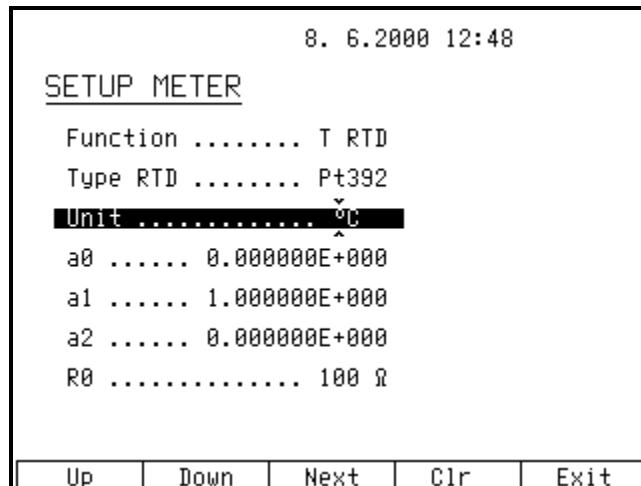 8. 6.2000 12:48
SETUP METER
Function ........ T RTD
Type RTD ........ Pt392
Unit ............. ºC
a0 ...... 0.000000E+000
a1 ...... 1.000000E+000
a2 ...... 0.000000E+000
R0 .............. 100 Ω
Up Down Next Clr Exit